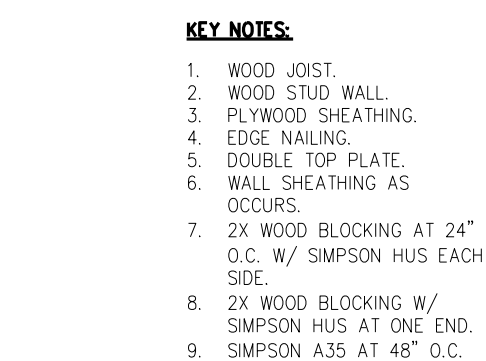 KEY NOTES:
1. WOOD JOIST.
2. WOOD STUD WALL.
3. PLYWOOD SHEATHING.
4. EDGE NAILING.
5. DOUBLE TOP PLATE.
6. WALL SHEATHING AS
OCCURS.
7. 2X WOOD BLOCKING AT 24"
O.C. W/ SIMPSON HUS EACH
SIDE.
8. 2X WOOD BLOCKING W/
SIMPSON HUS AT ONE END.
9. SIMPSON A35 AT 48" O.C.